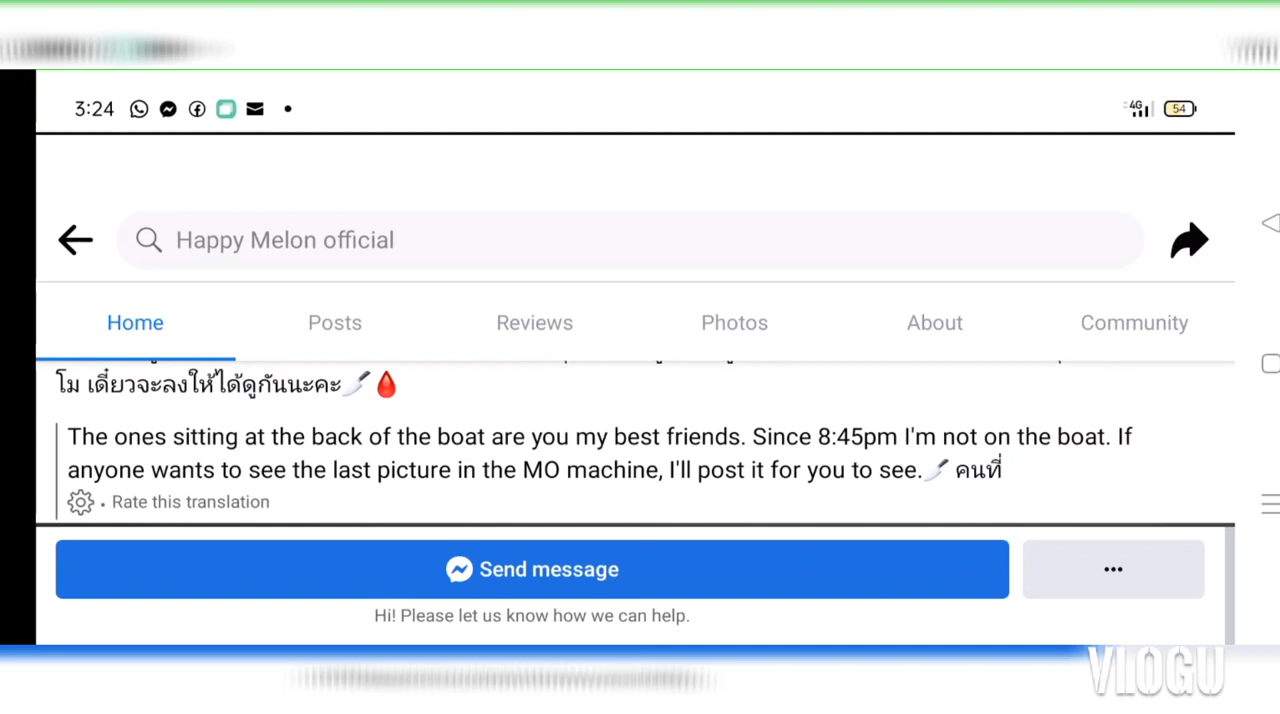 3:24
4G
54
Happy Melon official
Home
Posts
Reviews
Photos
About
Community
โม เดี๋ยวจะลงให้ได้ดูกันนะคะ🔪🩸
The ones sitting at the back of the boat are you my best friends. Since 8:45pm I'm not on the boat. If
anyone wants to see the last picture in the MO machine, I'll post it for you to see.🔪 คนที่
• Rate this translation
Send message
•••
Hi! Please let us know how we can help.
VLOGU